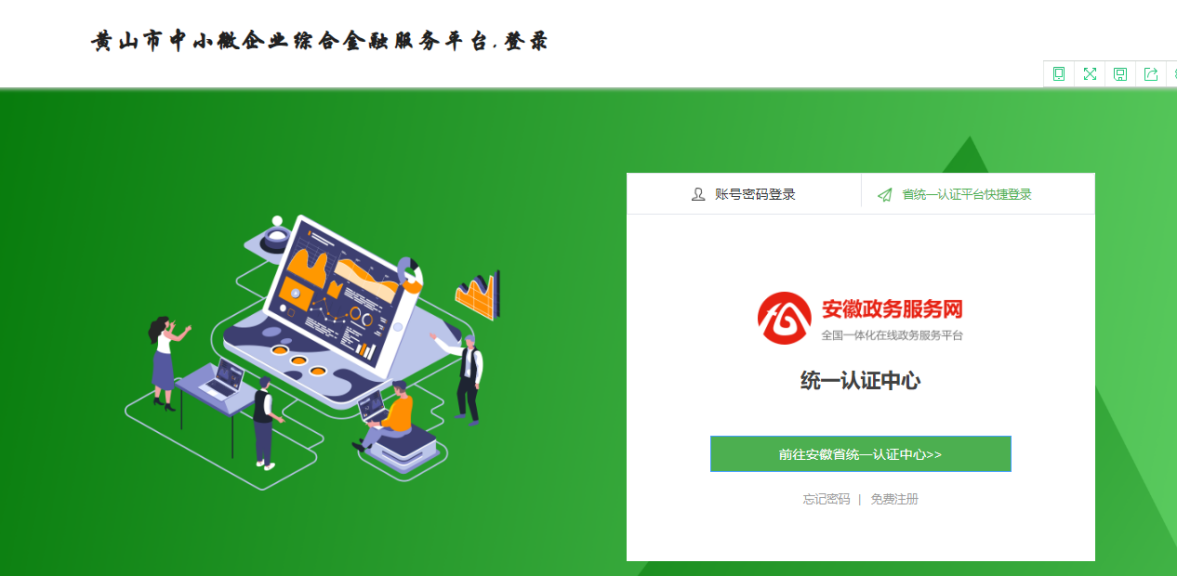 黄山市中小微企业综合金融服务平台.登录
账号密码登录
省统一认证平台快捷登录
安徽政务服务网
全国一体化在线政务服务平台
统一认证中心
前往安徽省统一认证中心>>
忘记密码 | 免费注册